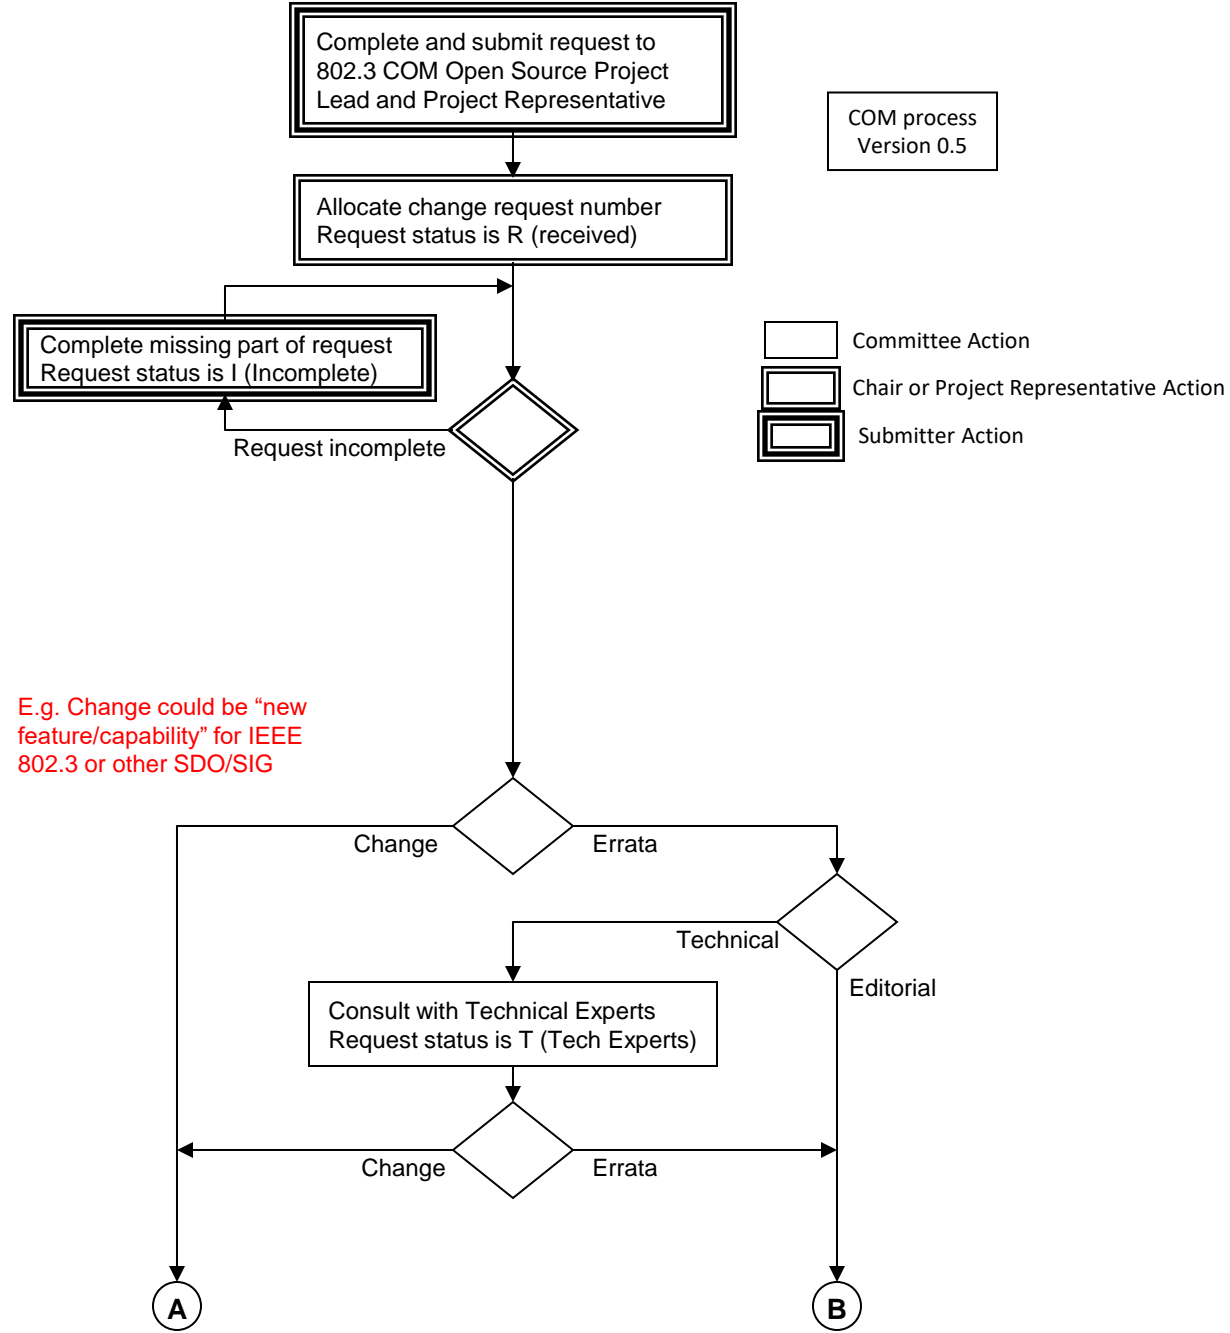 Complete and submit request to
802.3 COM Open Source Project
Lead and Project Representative
COM process
Version 0.5
Allocate change request number
Request status is R (received)
Complete missing part of request
Request status is I (Incomplete)
Request incomplete
Committee Action
Chair or Project Representative Action
Submitter Action
E.g. Change could be “new
feature/capability” for IEEE
802.3 or other SDO/SIG
Change
Errata
Technical
Editorial
Consult with Technical Experts
Request status is T (Tech Experts)
Change
Errata
A
B